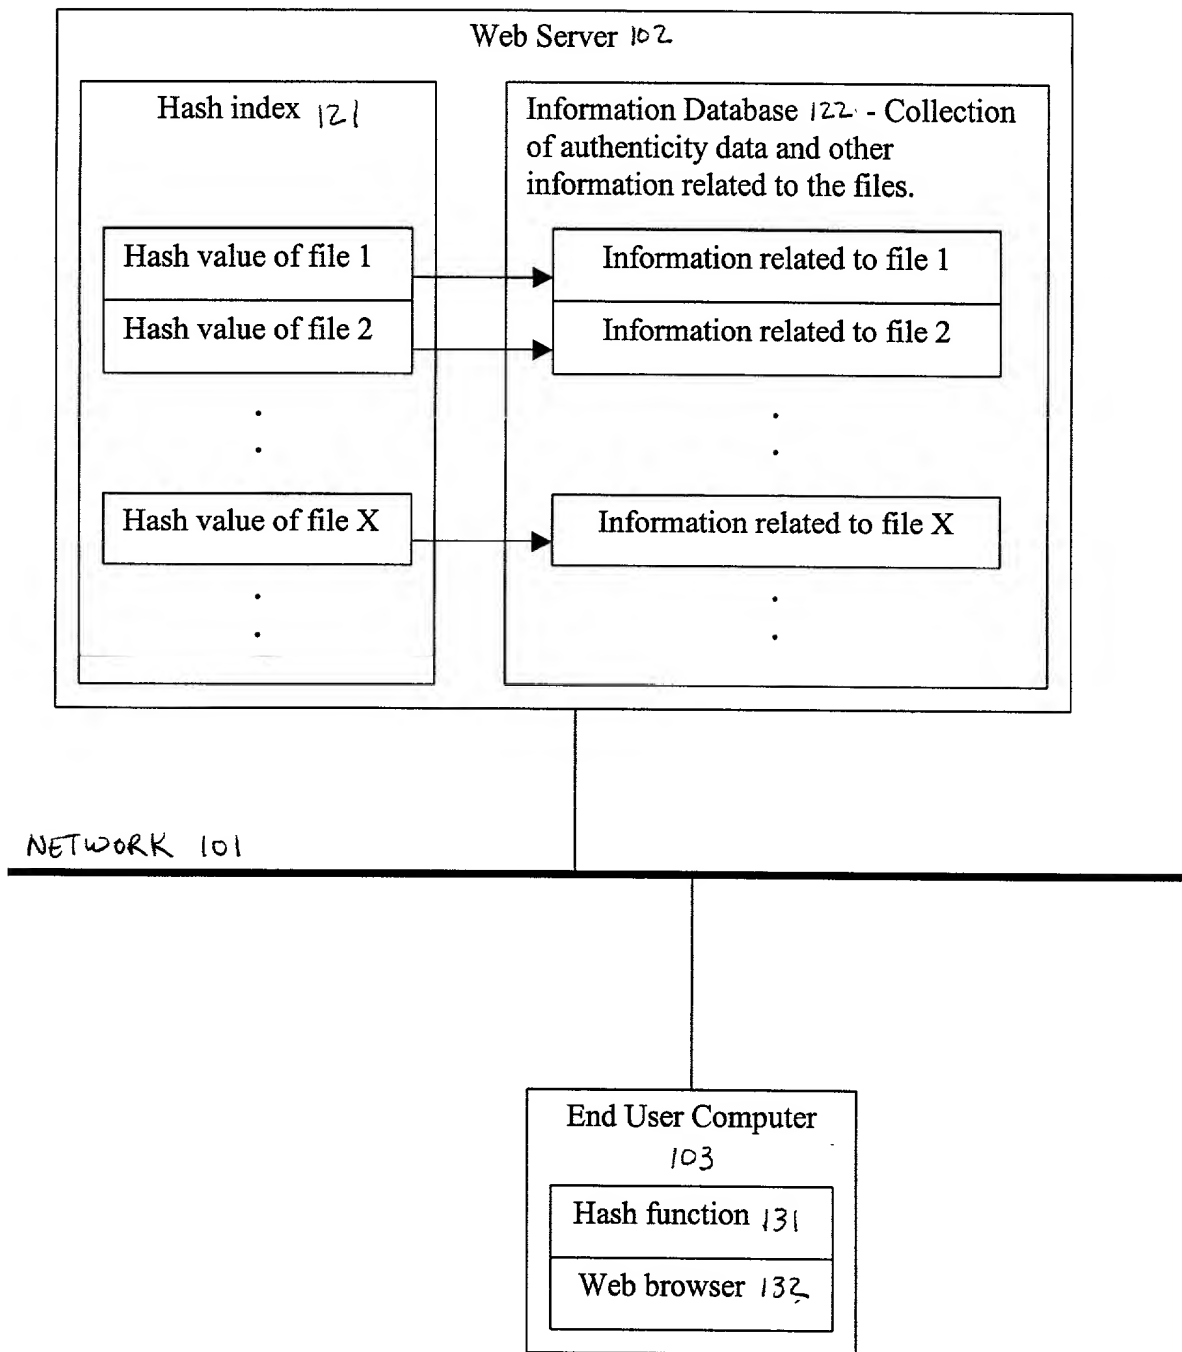 Web Server 102
Hash index 121
Information Database 122 - Collection
of authenticity data and other
information related to the files.
Hash value of file 1
Information related to file 1
Hash value of file 2
Information related to file 2
Hash value of file X
Information related to file X
NETWORK 101
End User Computer
103
Hash function 131
Web browser 132